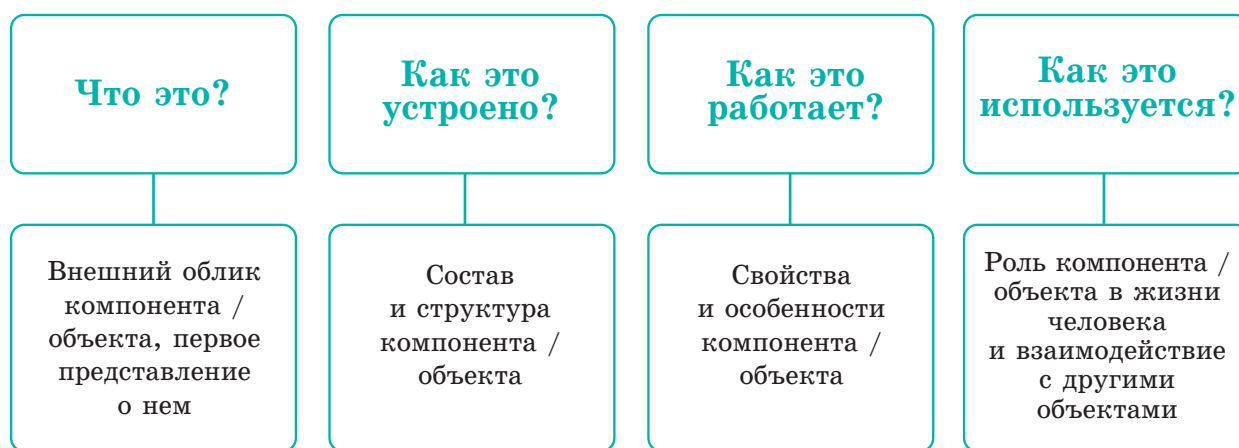 Что это?
Как это
устроено?
Как это
работает?
Как это
используется?
Внешний облик
компонента /
объекта, первое
представление
о нем
Состав
и структура
компонента /
объекта
Свойства
и особенности
компонента /
объекта
Роль компонента /
объекта в жизни
человека
и взаимодействие
с другими
объектами